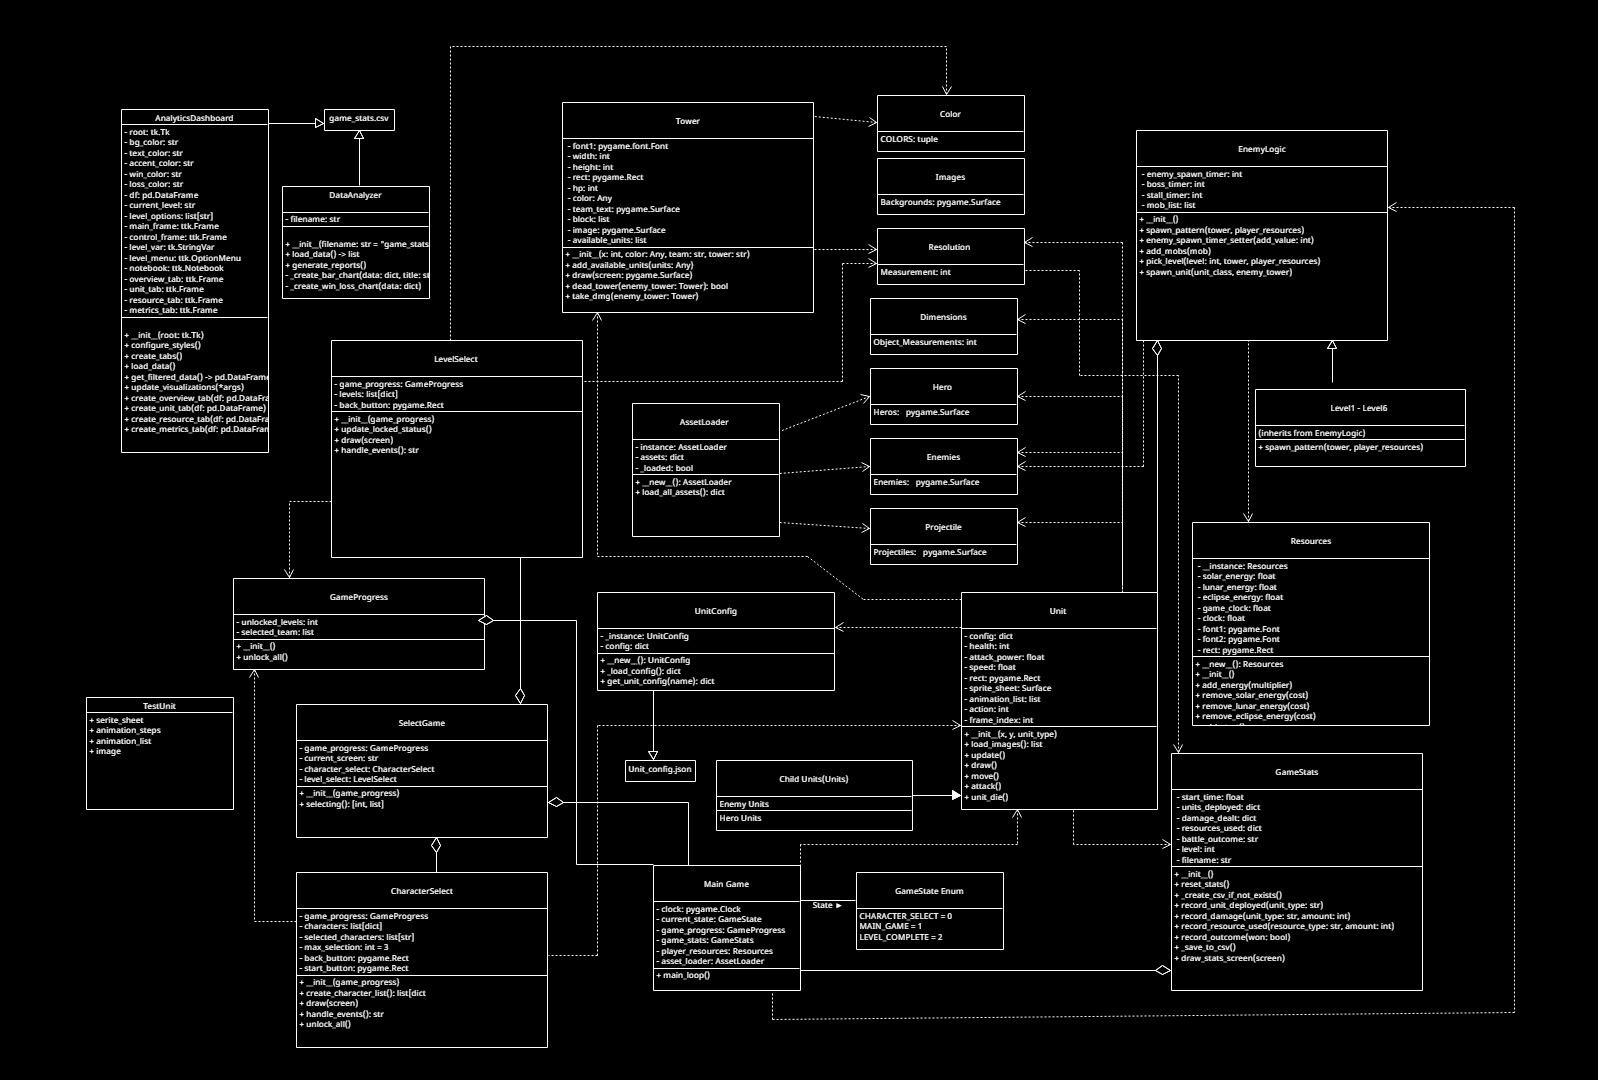 AnalyticsDashboard
- root: tk.Tk
- bg_color: str
- text_color: str
- accent_color: str
- win_color: str
- loss_color: str
- df: pd.DataFrame
- current_level: str
- level_options: list[str]
- main_frame: ttk.Frame
- control_frame: ttk.Frame
- level_var: tk.StringVar
- level_menu: ttk.OptionMenu
- notebook: ttk.Notebook
- overview_tab: ttk.Frame
- unit_tab: ttk.Frame
- resource_tab: ttk.Frame
- metrics_tab: ttk.Frame
+ __init__(root: tk.Tk)
+ configure_styles()
+ create_tabs()
+ load_data()
+ get_filtered_data() -> pd.DataFrame
+ update_visualizations(*args)
+ create_overview_tab(df: pd.DataFra
+ create_unit_tab(df: pd.DataFrame)
+ create_resource_tab(df: pd.DataFra
+ create_metrics_tab(df: pd.DataFran
game_stats.csv
DataAnalyzer
- filename: str
+ __init__(filename: str = "game_stats
+ load_data() -> list
+ generate_reports()
- _create_bar_chart(data: dict, title: st
- _create_win_loss_chart(data: dict)
Tower
- font1: pygame.font.Font
- width: int
- height: int
- rect: pygame.Rect
- hp: int
- color: Any
- team_text: pygame.Surface
- block: list
- image: pygame.Surface
- available_units: list
+ __init__(x: int, color: Any, team: str, tower: str)
+ add_available_units(units: Any)
+ draw(screen: pygame.Surface)
+ dead_tower(enemy_tower: Tower): bool
+ take_dmg(enemy_tower: Tower)
Color
COLORS: tuple
Images
Backgrounds: pygame.Surface
Resolution
Measurement: int
Dimensions
Object_Measurements: int
Hero
Heros: pygame.Surface
Enemies
Enemies: pygame.Surface
Projectile
Projectiles: pygame.Surface
EnemyLogic
- enemy_spawn_timer: int
- boss_timer: int
- stall_timer: int
- mob_list: list
+ __init__()
+ spawn_pattern(tower, player_resources)
+ enemy_spawn_timer_setter(add_value: int)
+ add_mobs(mob)
+ pick_level(level: int, tower, player_resources)
+ spawn_unit(unit_class, enemy_tower)
Level1 - Level6
(inherits from EnemyLogic)
+ spawn_pattern(tower, player_resources)
LevelSelect
- game_progress: GameProgress
- levels: list[dict]
- back_button: pygame.Rect
+ __init__(game_progress)
+ update_locked_status()
+ draw(screen)
+ handle_events(): str
AssetLoader
- instance: AssetLoader
- assets: dict
- _loaded: bool
+ __new__(): AssetLoader
+ load_all_assets(): dict
Resources
- __instance: Resources
- solar_energy: float
- lunar_energy: float
- eclipse_energy: float
- game_clock: float
- clock: float
- font1: pygame.Font
- font2: pygame.Font
- rect: pygame.Rect
+ __new__(): Resources
+ __init__()
+ add_energy(multiplier)
+ remove_solar_energy(cost)
+ remove_lunar_energy(cost)
+ remove_eclipse_energy(cost)
GameProgress
- unlocked_levels: int
- selected_team: list
+ __init__()
+ unlock_all()
UnitConfig
- _instance: UnitConfig
- config: dict
+ __new__(): UnitConfig
+ _load_config(): dict
+ get_unit_config(name): dict
Unit
- config: dict
- health: int
- attack_power: float
- speed: float
- rect: pygame.Rect
- sprite_sheet: Surface
- animation_list: list
- action: int
- frame_index: int
+ __init__(x, y, unit_type)
+ load_images(): list
+ update()
+ draw()
+ move()
+ attack()
+ unit_die()
TestUnit
+ serite_sheet
+ animation_steps
+ animation_list
+ image
SelectGame
- game_progress: GameProgress
- current_screen: str
- character_select: CharacterSelect
- level_select: LevelSelect
+ __init__(game_progress)
+ selecting(): [int, list]
Unit_config.json
Child Units(Units)
Enemy Units
Hero Units
GameStats
- start_time: float
- units_deployed: dict
- damage_dealt: dict
- resources_used: dict
- battle_outcome: str
- level: int
- filename: str
+ __init__()
+ reset_stats()
+ _create_csv_if_not_exists()
+ record_unit_deployed(unit_type: str)
+ record_damage(unit_type: str, amount: int)
+ record_resource_used(resource_type: str, amount: int)
+ record_outcome(won: bool)
+ _save_to_csv()
+ draw_stats_screen(screen)
CharacterSelect
- game_progress: GameProgress
- characters: list[dict]
- selected_characters: list[str]
- max_selection: int = 3
- back_button: pygame.Rect
- start_button: pygame.Rect
+ __init__(game_progress)
+ create_character_list(): list[dict
+ draw(screen)
+ handle_events(): str
+ unlock_all()
Main Game
- clock: pygame.Clock
- current_state: GameState
- game_progress: GameProgress
- game_stats: GameStats
- player_resources: Resources
- asset_loader: AssetLoader
+ main_loop()
State ►
GameState Enum
CHARACTER_SELECT = 0
MAIN_GAME = 1
LEVEL_COMPLETE = 2